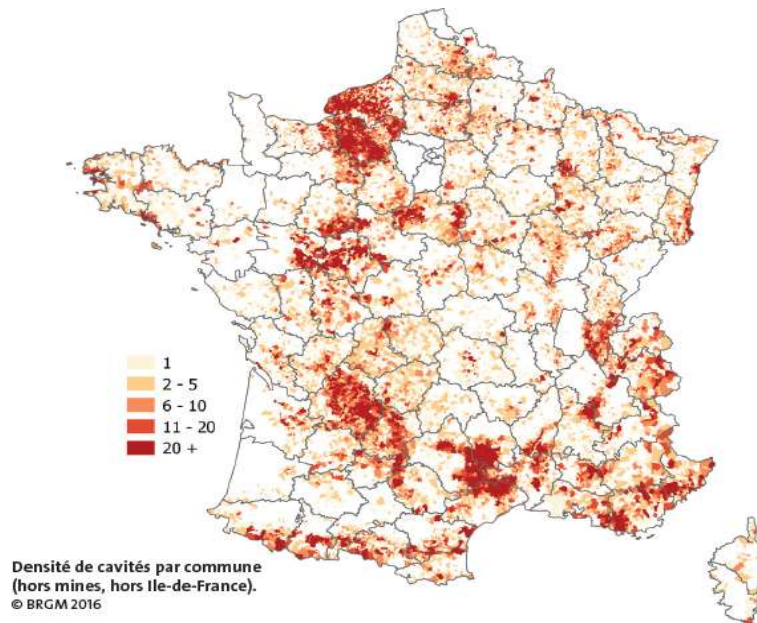 1
2 - 5
6 - 10
11 - 20
20 +
Densité de cavités par commune
(hors mines, hors Ile-de-France).
© BRGM 2016